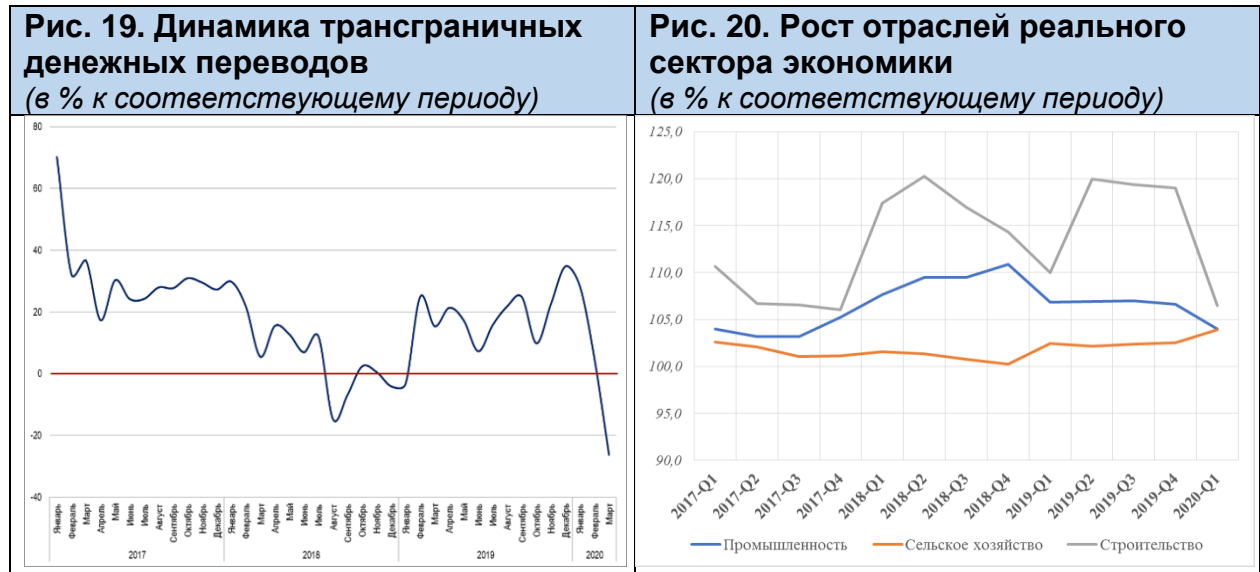 Рис. 19. Динамика трансграничных
денежных переводов
(в % к соответствующему периоду)
80
60
40
20
0
-20
-40
Январь
Февраль
Март
Апрель
Май
Июнь
Июль
Август
Сентябрь
Октябрь
Ноябрь
Декабрь
Январь
Февраль
Март
Апрель
Май
Июнь
Июль
Август
Сентябрь
Октябрь
Ноябрь
Декабрь
Январь
Февраль
Март
Апрель
Май
Июнь
Июль
Август
Сентябрь
Октябрь
Ноябрь
Декабрь
Январь
Февраль
Март
2017 2018 2019 2020
Рис. 20. Рост отраслей реального
сектора экономики
(в % к соответствующему периоду)
125,0
120,0
115,0
110,0
105,0
100,0
95,0
90,0
2017-Q1
2017-Q2
2017-Q3
2017-Q4
2018-Q1
2018-Q2
2018-Q3
2018-Q4
2019-Q1
2019-Q2
2019-Q3
2019-Q4
2020-Q1
Промышленность Сельское хозяйство Строительство